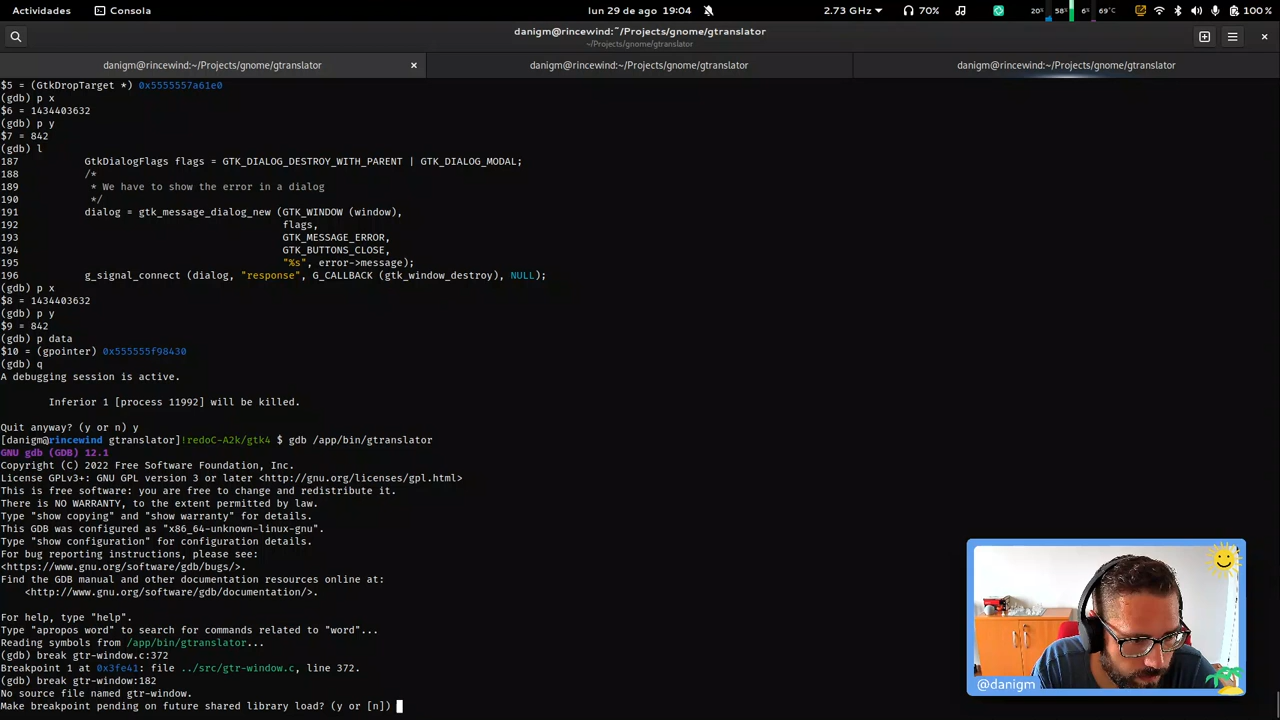 Actividades
Consola
lun 29 de ago 19:04
2.73 GHz
70%
20%
58%
6%
69°C
100 %
danigm@rincewind:~/Projects/gnome/gtranslator
~/Projects/gnome/gtranslator
danigm@rincewind:~/Projects/gnome/gtranslator
danigm@rincewind:~/Projects/gnome/gtranslator
danigm@rincewind:~/Projects/gnome/gtranslator
$5 = (GtkDropTarget *) 0x5555557a61e0
(gdb) p x
$6 = 1434403632
(gdb) p y
$7 = 842
(gdb) l
187 GtkDialogFlags flags = GTK_DIALOG_DESTROY_WITH_PARENT | GTK_DIALOG_MODAL;
188 /*
189 * We have to show the error in a dialog
190 */
191 dialog = gtk_message_dialog_new (GTK_WINDOW (window),
192 flags,
193 GTK_MESSAGE_ERROR,
194 GTK_BUTTONS_CLOSE,
195 "%s", error->message);
196 g_signal_connect (dialog, "response", G_CALLBACK (gtk_window_destroy), NULL);
(gdb) p x
$8 = 1434403632
(gdb) p y
$9 = 842
(gdb) p data
$10 = (gpointer) 0x555555f98430
(gdb) q
A debugging session is active.
Inferior 1 [process 11992] will be killed.
Quit anyway? (y or n) y
[danigm@rincewind gtranslator]!redoC-A2k/gtk4 $ gdb /app/bin/gtranslator
GNU gdb (GDB) 12.1
Copyright (C) 2022 Free Software Foundation, Inc.
License GPLv3+: GNU GPL version 3 or later <http://gnu.org/licenses/gpl.html>
This is free software: you are free to change and redistribute it.
There is NO WARRANTY, to the extent permitted by law.
Type "show copying" and "show warranty" for details.
This GDB was configured as "x86_64-unknown-linux-gnu".
Type "show configuration" for configuration details.
For bug reporting instructions, please see:
<https://www.gnu.org/software/gdb/bugs/>.
Find the GDB manual and other documentation resources online at:
<http://www.gnu.org/software/gdb/documentation/>.
For help, type "help".
Type "apropos word" to search for commands related to "word"...
Reading symbols from /app/bin/gtranslator...
(gdb) break gtr-window.c:372
Breakpoint 1 at 0x3fe41: file ../src/gtr-window.c, line 372.
(gdb) break gtr-window:182
No source file named gtr-window.
Make breakpoint pending on future shared library load? (y or [n])
@danigm